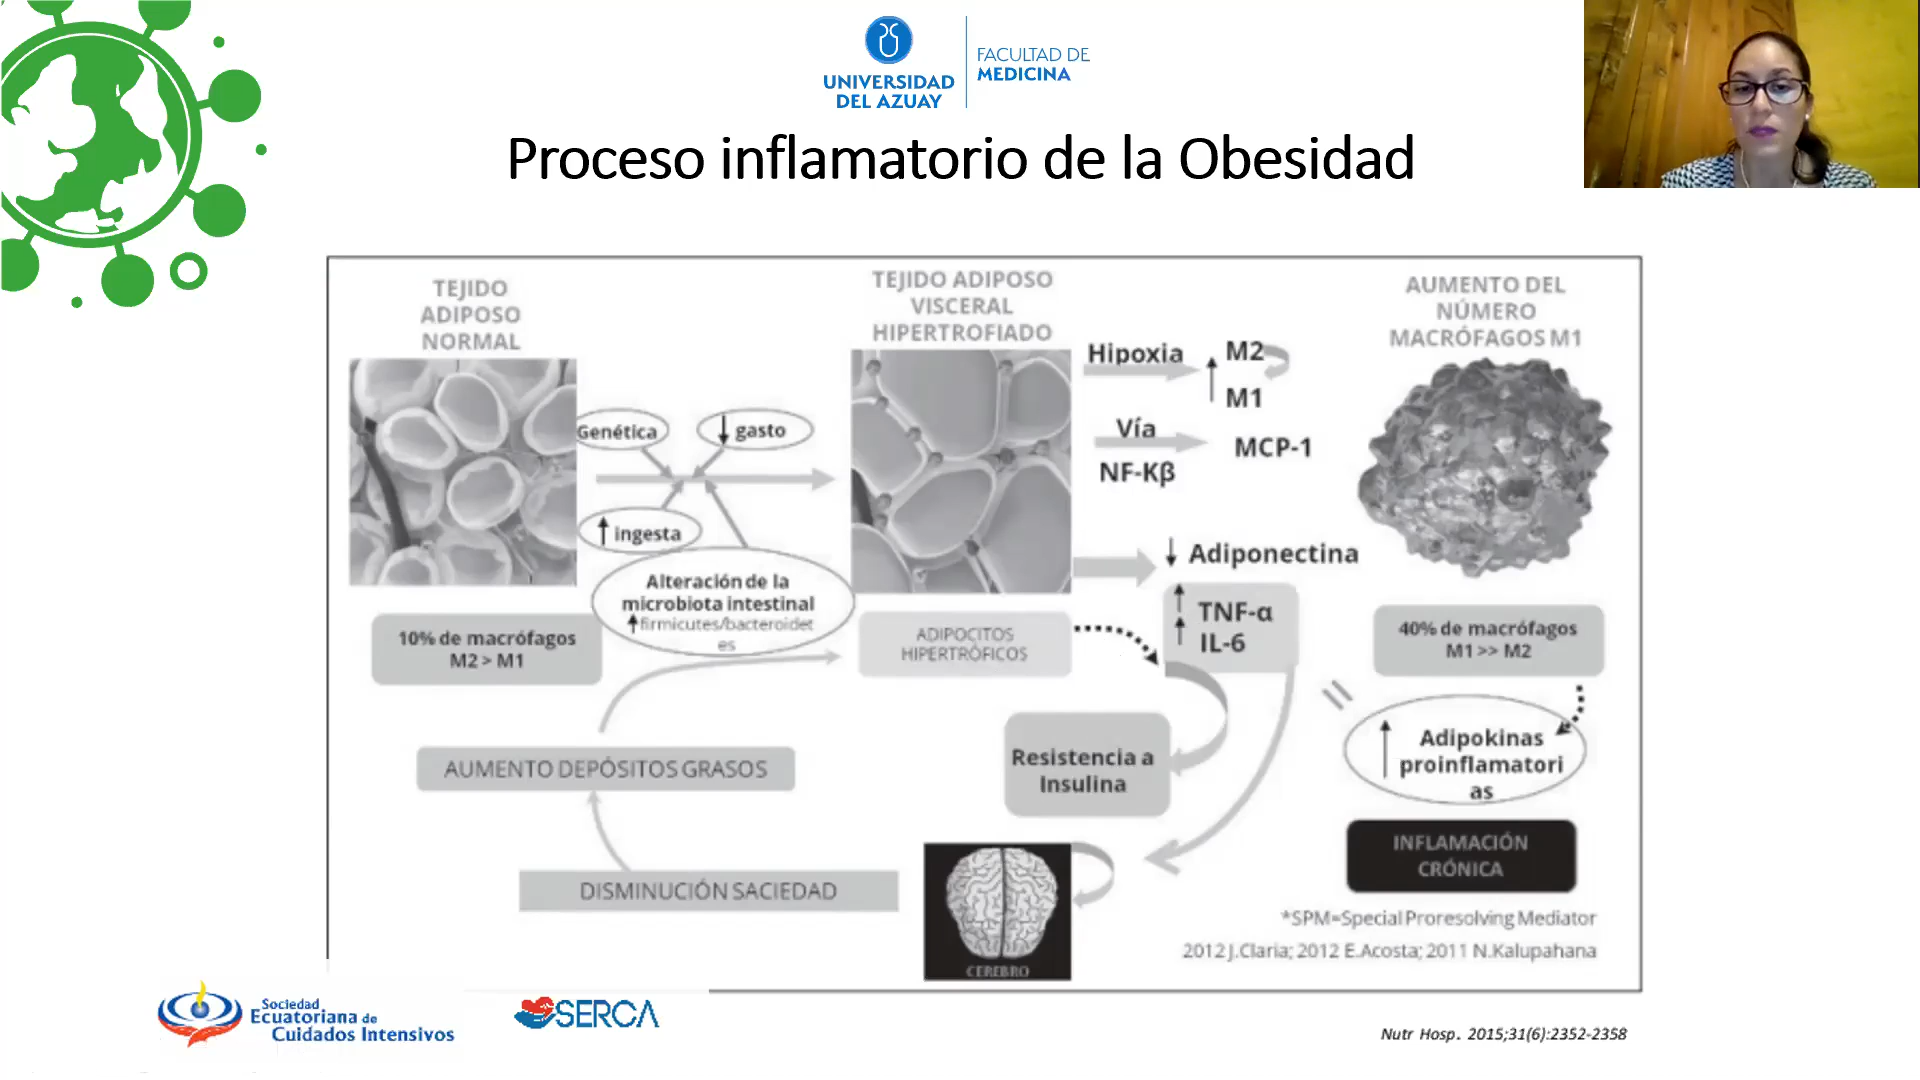 UNIVERSIDAD
DEL AZUAY
FACULTAD DE
MEDICINA
Proceso inflamatorio de la Obesidad
TEJIDO
ADIPOSO
NORMAL
TEJIDO ADIPOSO
VISCERAL
HIPERTROFIADO
AUMENTO DEL
NÚMERO
MACRÓFAGOS M1
Genética
↓ gasto
↑ ingesta
Alteración de la
microbiota intestinal
↑firmicutes/bacteroidet
es
Hipoxia
↑ M2
M1
Vía
NF-Kβ
MCP-1
↓ Adiponectina
↑ TNF-α
↑ IL-6
10% de macrófagos
M2 > M1
ADIPOCITOS
HIPERTRÓFICOS
40% de macrófagos
M1 >> M2
AUMENTO DEPÓSITOS GRASOS
Resistencia a
Insulina
↑ Adipokinas
proinflamatori
as
DISMINUCIÓN SACIEDAD
CEREBRO
INFLAMACIÓN
CRÓNICA
*SPM=Special Proresolving Mediator
2012 J.Claria; 2012 E.Acosta; 2011 N.Kalupahana
Sociedad
Ecuatoriana de
Cuidados Intensivos
SERCA
Nutr Hosp. 2015;31(6):2352-2358